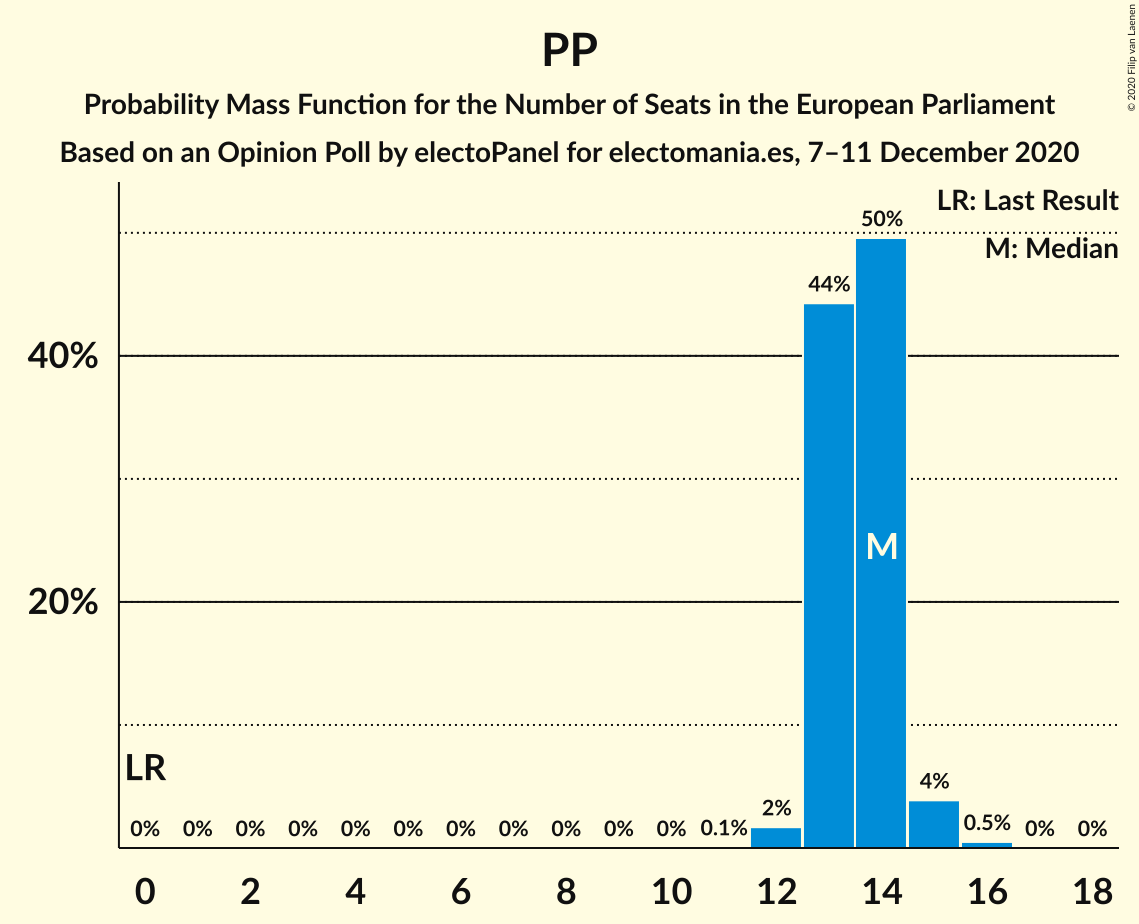 PP
Probability Mass Function for the Number of Seats in the European Parliament
Based on an Opinion Poll by electoPanel for electomania.es, 7–11 December 2020
© 2020 Filip van Laenen
LR: Last Result
M: Median
50%
44%
40%
M
20%
LR
0% 0% 0% 0% 0% 0% 0% 0% 0% 0% 0% 0.1% 2% 4% 0.5% 0% 0%
0 2 4 6 8 10 12 14 16 18